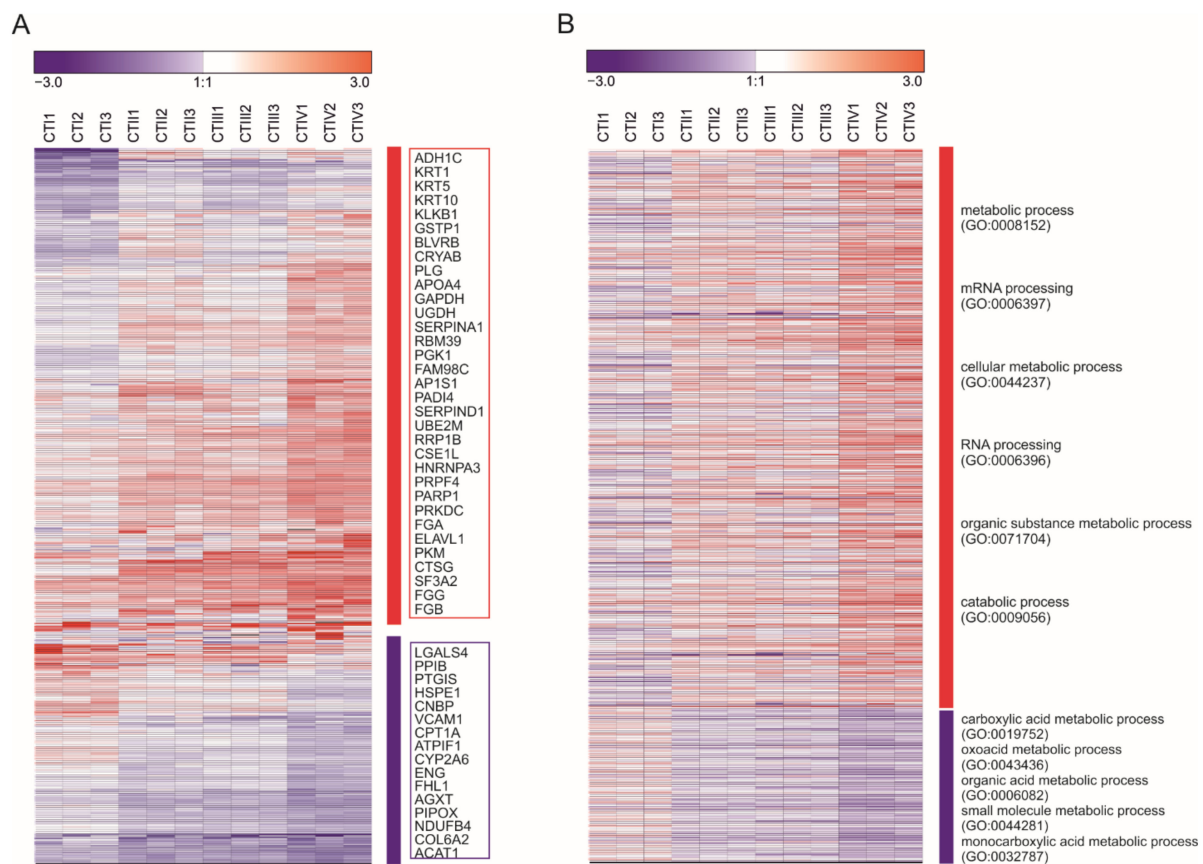 A
−3.0
1:1
3.0
CTI1
CTI2
CTI3
CTII1
CTII2
CTII3
CTIII1
CTIII2
CTIII3
CTIV1
CTIV2
CTIV3
ADH1C
KRT1
KRT5
KRT10
KLKB1
GSTP1
BLVRB
CRYAB
PLG
APOA4
GAPDH
UGDH
SERPINA1
RBM39
PGK1
FAM98C
AP1S1
PADI4
SERPIND1
UBE2M
RRP1B
CSE1L
HNRNPA3
PRPF4
PARP1
PRKDC
FGA
ELAVL1
PKM
CTSG
SF3A2
FGG
FGB
LGALS4
PPIB
PTGIS
HSPE1
CNBP
VCAM1
CPT1A
ATPIF1
CYP2A6
ENG
FHL1
AGXT
PIPOX
NDUFB4
COL6A2
ACAT1
B
−3.0
1:1
3.0
CTI1
CTI2
CTI3
CTII1
CTII2
CTII3
CTIII1
CTIII2
CTIII3
CTIV1
CTIV2
CTIV3
metabolic process
(GO:0008152)
mRNA processing
(GO:0006397)
cellular metabolic process
(GO:0044237)
RNA processing
(GO:0006396)
organic substance metabolic process
(GO:0071704)
catabolic process
(GO:0009056)
carboxylic acid metabolic process
(GO:0019752)
oxoacid metabolic process
(GO:0043436)
organic acid metabolic process
(GO:0006082)
small molecule metabolic process
(GO:0044281)
monocarboxylic acid metabolic process
(GO:0032787)